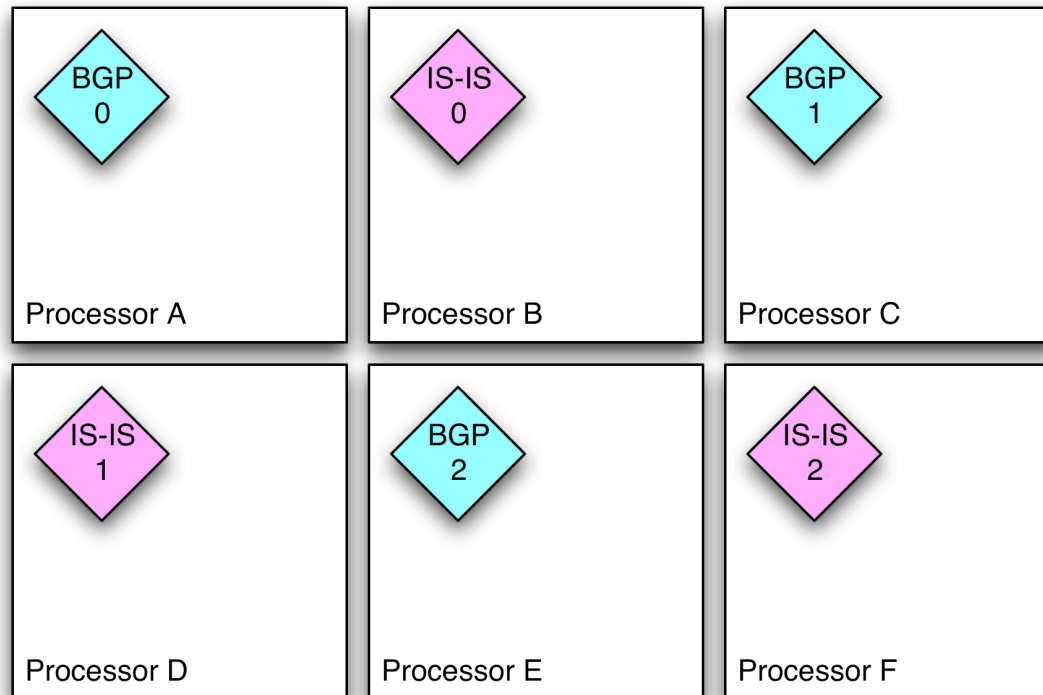 BGP
0
Processor A
IS-IS
0
Processor B
BGP
1
Processor C
IS-IS
1
Processor D
BGP
2
Processor E
IS-IS
2
Processor F